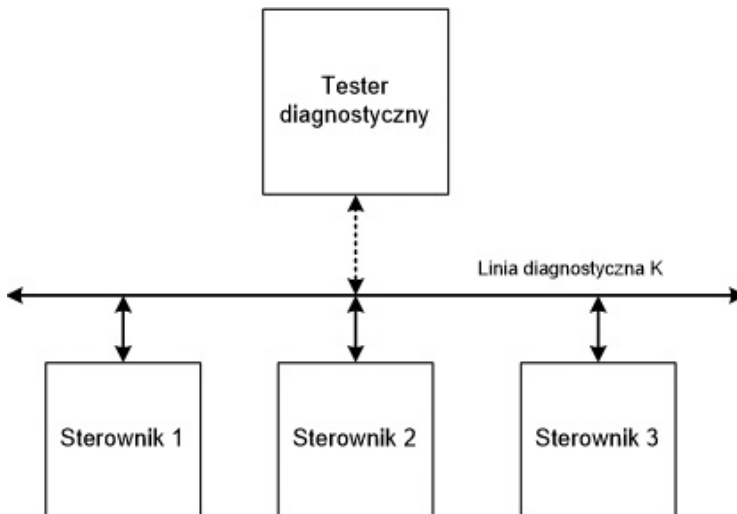 Tester
diagnostyczny
Linia diagnostyczna K
Sterownik 1
Sterownik 2
Sterownik 3